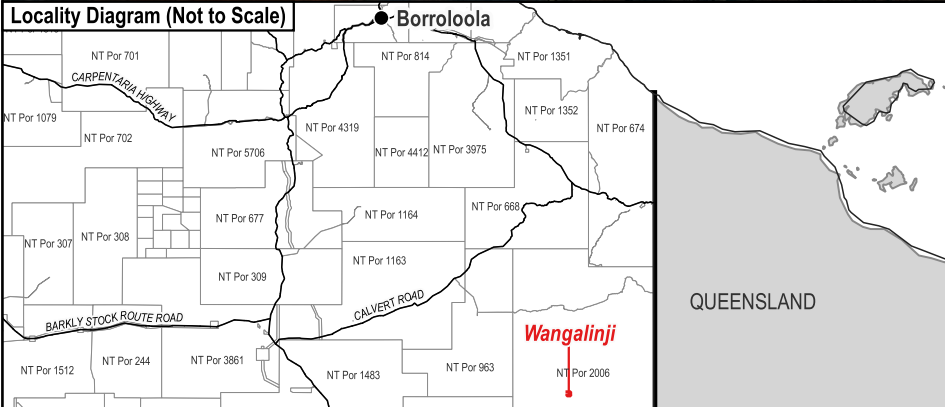 Locality Diagram (Not to Scale)
Borroloola
NT Por 701
NT Por 814
NT Por 1351
CARPENTARIA HIGHWAY
NT Por 1079
NT Por 702
NT Por 4319
NT Por 1352
NT Por 674
NT Por 5706
NT Por 4412
NT Por 3975
NT Por 677
NT Por 1164
NT Por 668
NT Por 307
NT Por 308
NT Por 1163
NT Por 309
CALVERT ROAD
QUEENSLAND
BARKLY STOCK ROUTE ROAD
Wangalinji
NT Por 1512
NT Por 244
NT Por 3861
NT Por 1483
NT Por 963
NT Por 2006